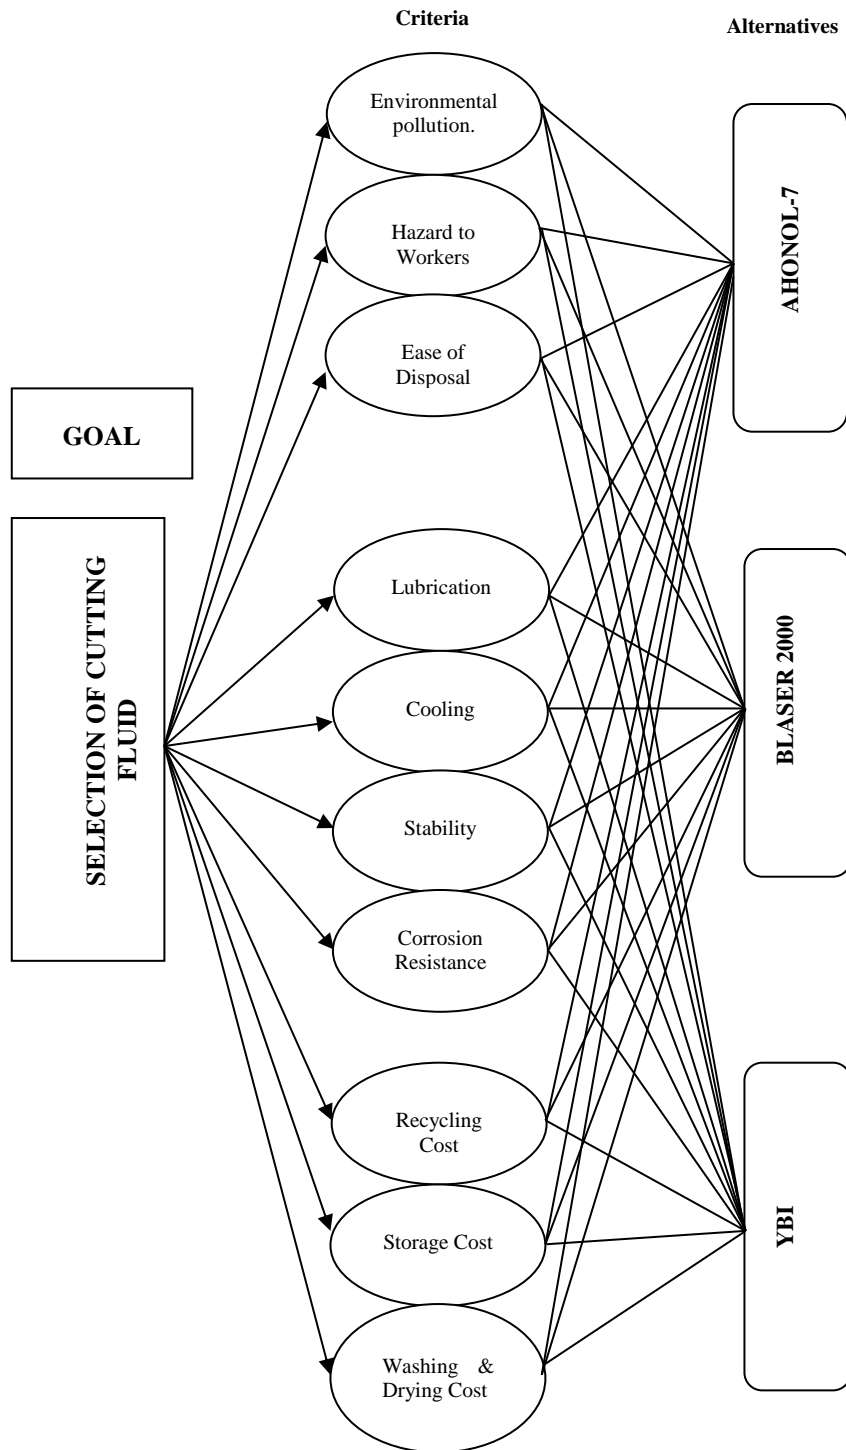 Criteria
Alternatives
Environmental
pollution.
Hazard to
Workers
Ease of
Disposal
GOAL
SELECTION OF CUTTING
FLUID
Lubrication
Cooling
Stability
Corrosion
Resistance
Recycling
Cost
Storage Cost
Washing &
Drying Cost
AHONOL-7
BLASER 2000
YBI